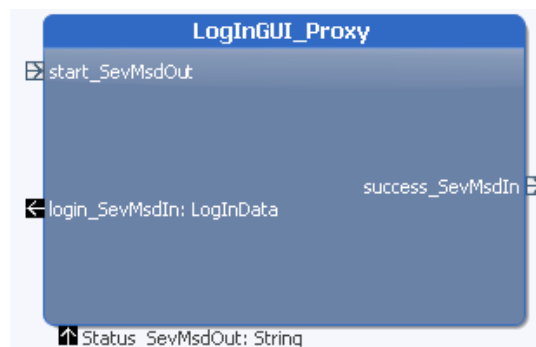 LogInGUI_Proxy
start_SevMsdOut
success_SevMsdIn
login_SevMsdIn: LogInData
Status_SevMsdOut: String